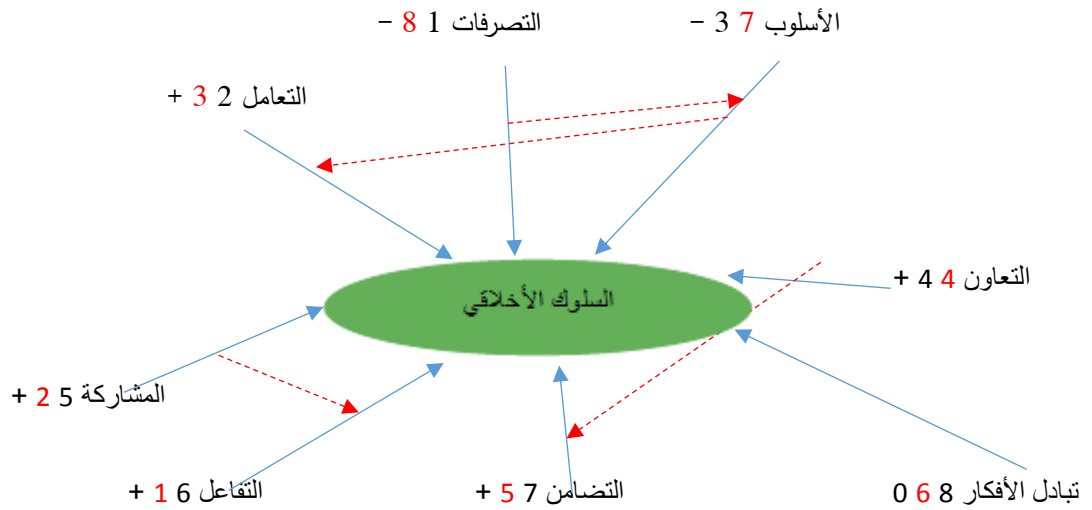 الأسلوب 7 3 −
التصرفات 1 8 −
التعامل 2 3 +
التعاون 4 4 +
السلوك الأخلاقي
المشاركة 5 2 +
التفاعل 6 1 +
التضامن 7 5 +
تبادل الأفكار 8 6 0